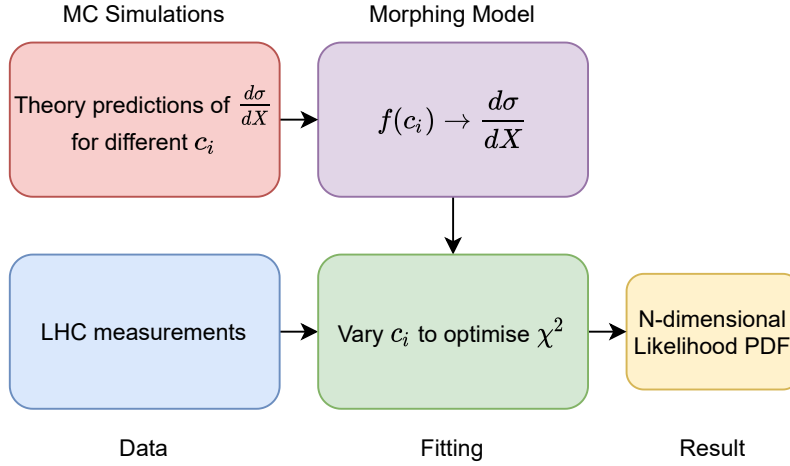 MC Simulations
Morphing Model
Theory predictions of dσ/dX
for different c_i
f(c_i) → dσ/dX
LHC measurements
Vary c_i to optimise χ²
N-dimensional
Likelihood PDF
Data
Fitting
Result